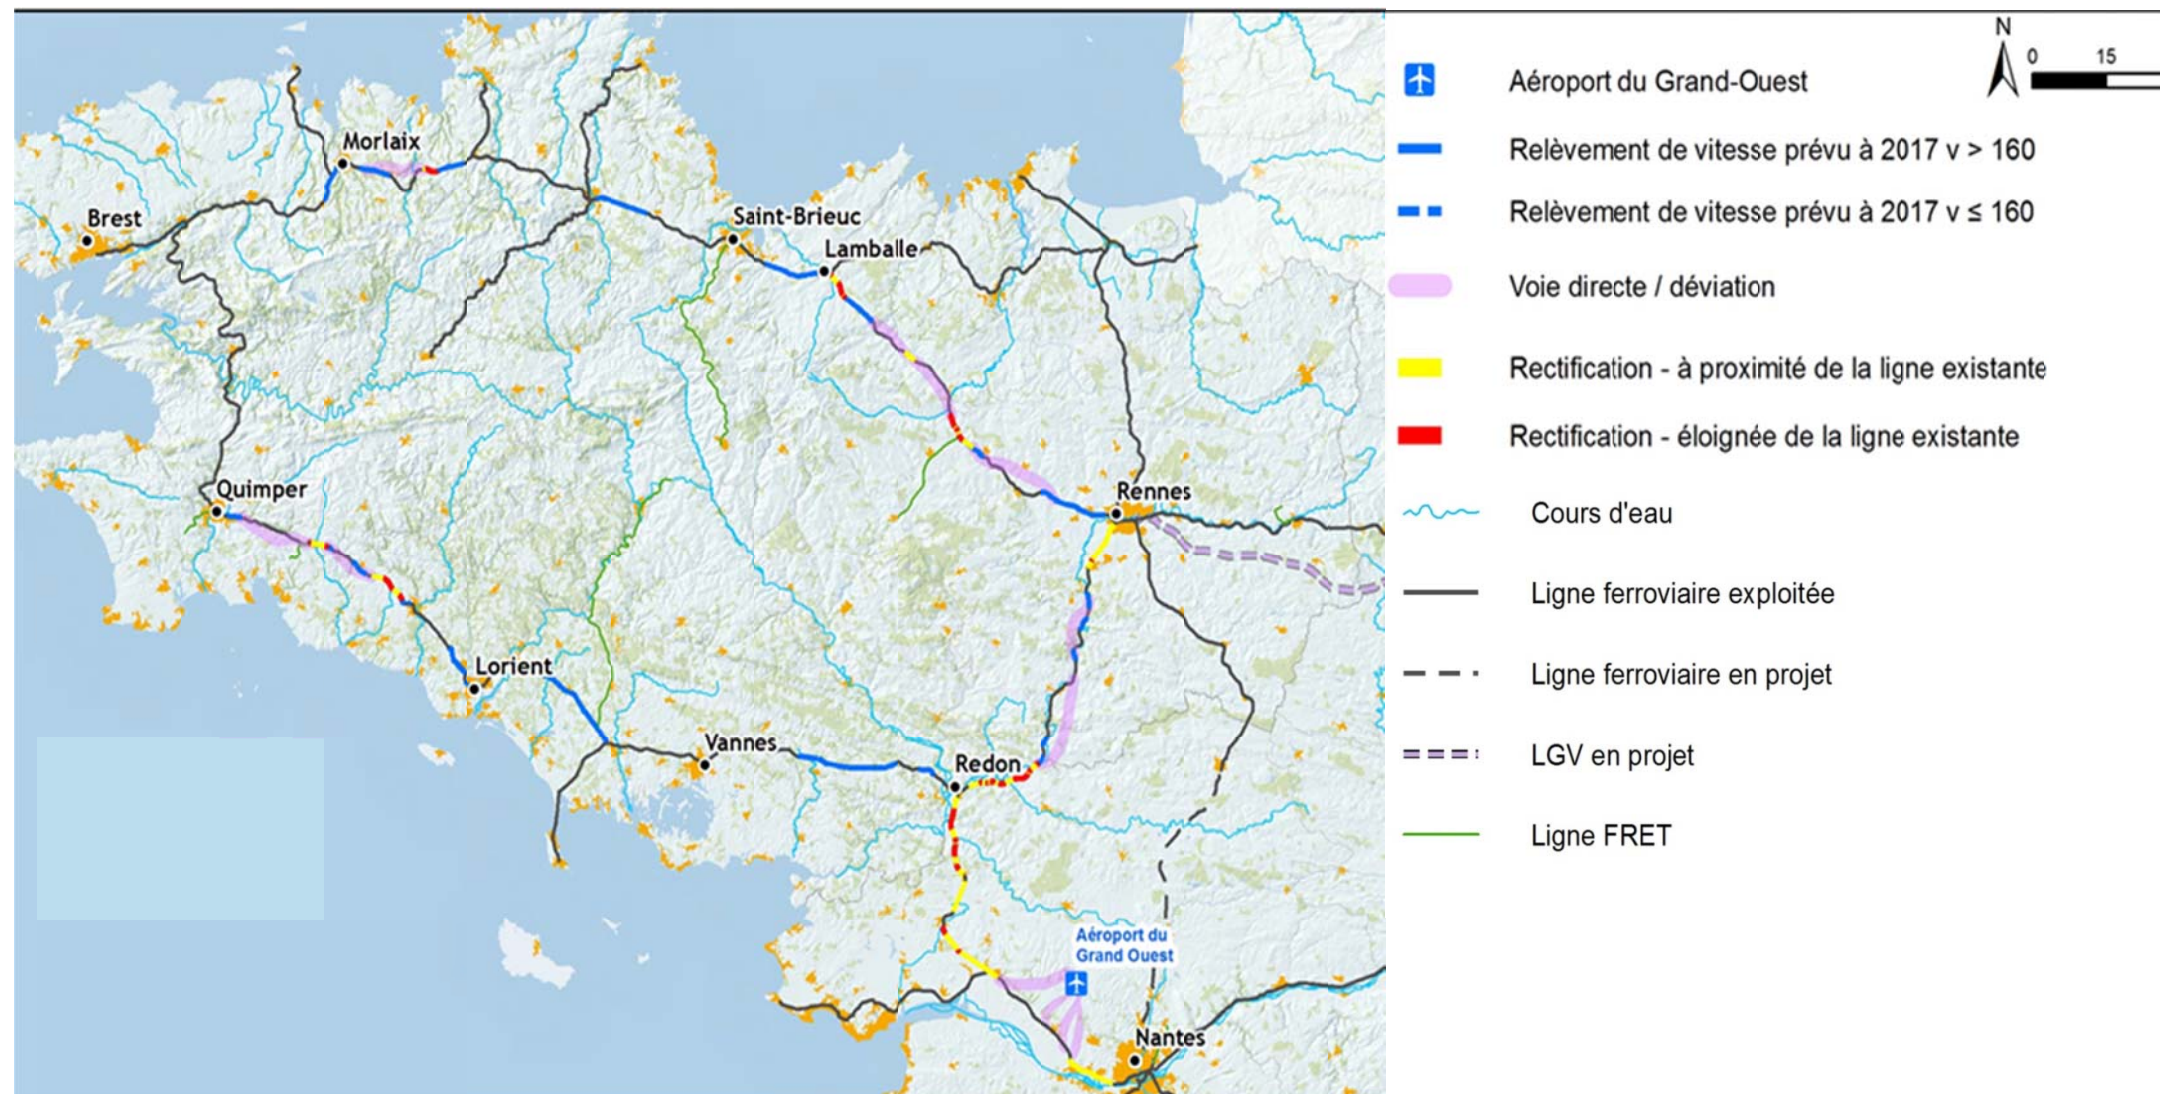 Morlaix
Brest
Saint-Brieuc
Lamballe
Quimper
Rennes
Lorient
Vannes
Redon
Aéroport du
Grand Ouest
Nantes
N
0 15
Aéroport du Grand-Ouest
Relèvement de vitesse prévu à 2017 v > 160
Relèvement de vitesse prévu à 2017 v ≤ 160
Voie directe / déviation
Rectification - à proximité de la ligne existante
Rectification - éloignée de la ligne existante
Cours d'eau
Ligne ferroviaire exploitée
Ligne ferroviaire en projet
LGV en projet
Ligne FRET